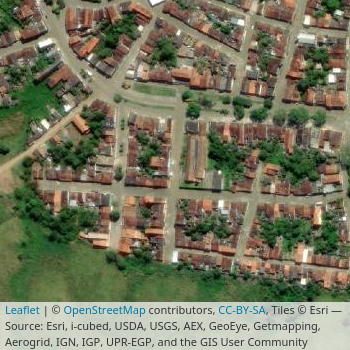 Leaflet | © OpenStreetMap contributors, CC-BY-SA, Tiles © Esri —
Source: Esri, i-cubed, USDA, USGS, AEX, GeoEye, Getmapping,
Aerogrid, IGN, IGP, UPR-EGP, and the GIS User Community